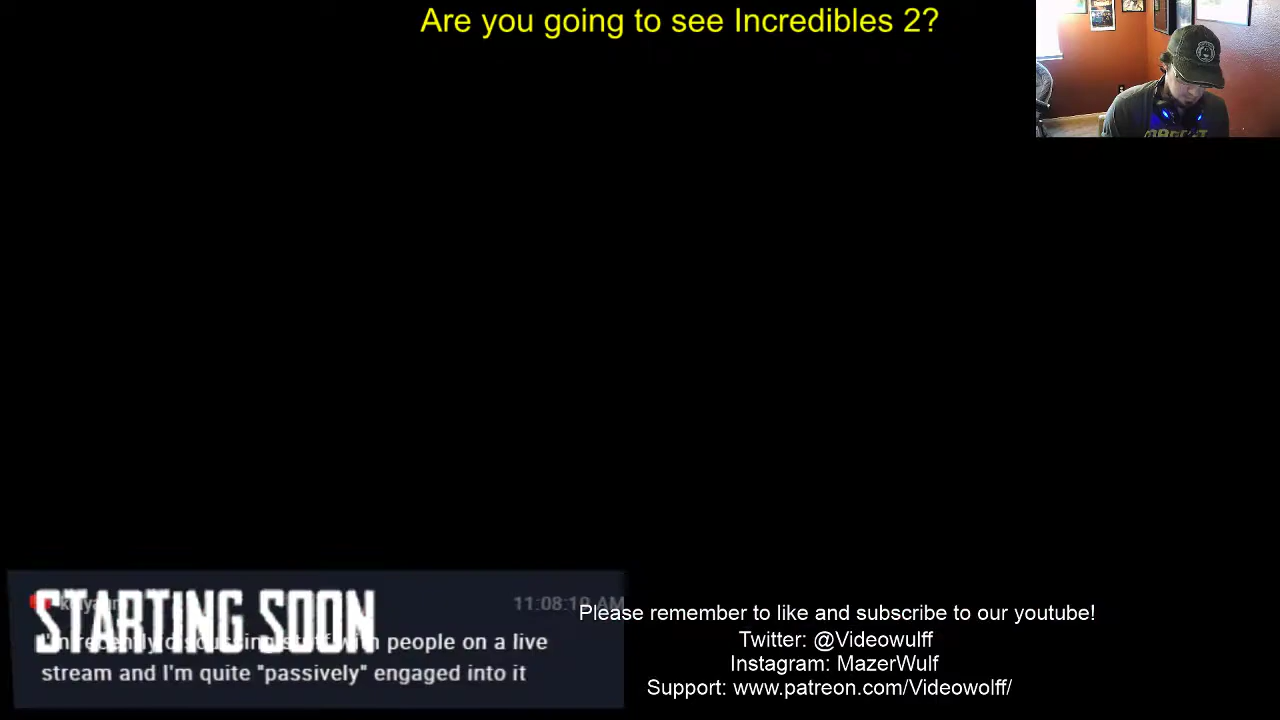 Are you going to see Incredibles 2?
STARTING SOON
11:08:19 AM
people on a live
stream and I'm quite "passively" engaged into it
Please remember to like and subscribe to our youtube!
Twitter: @Videowulff
Instagram: MazerWulf
Support: www.patreon.com/Videowolff/